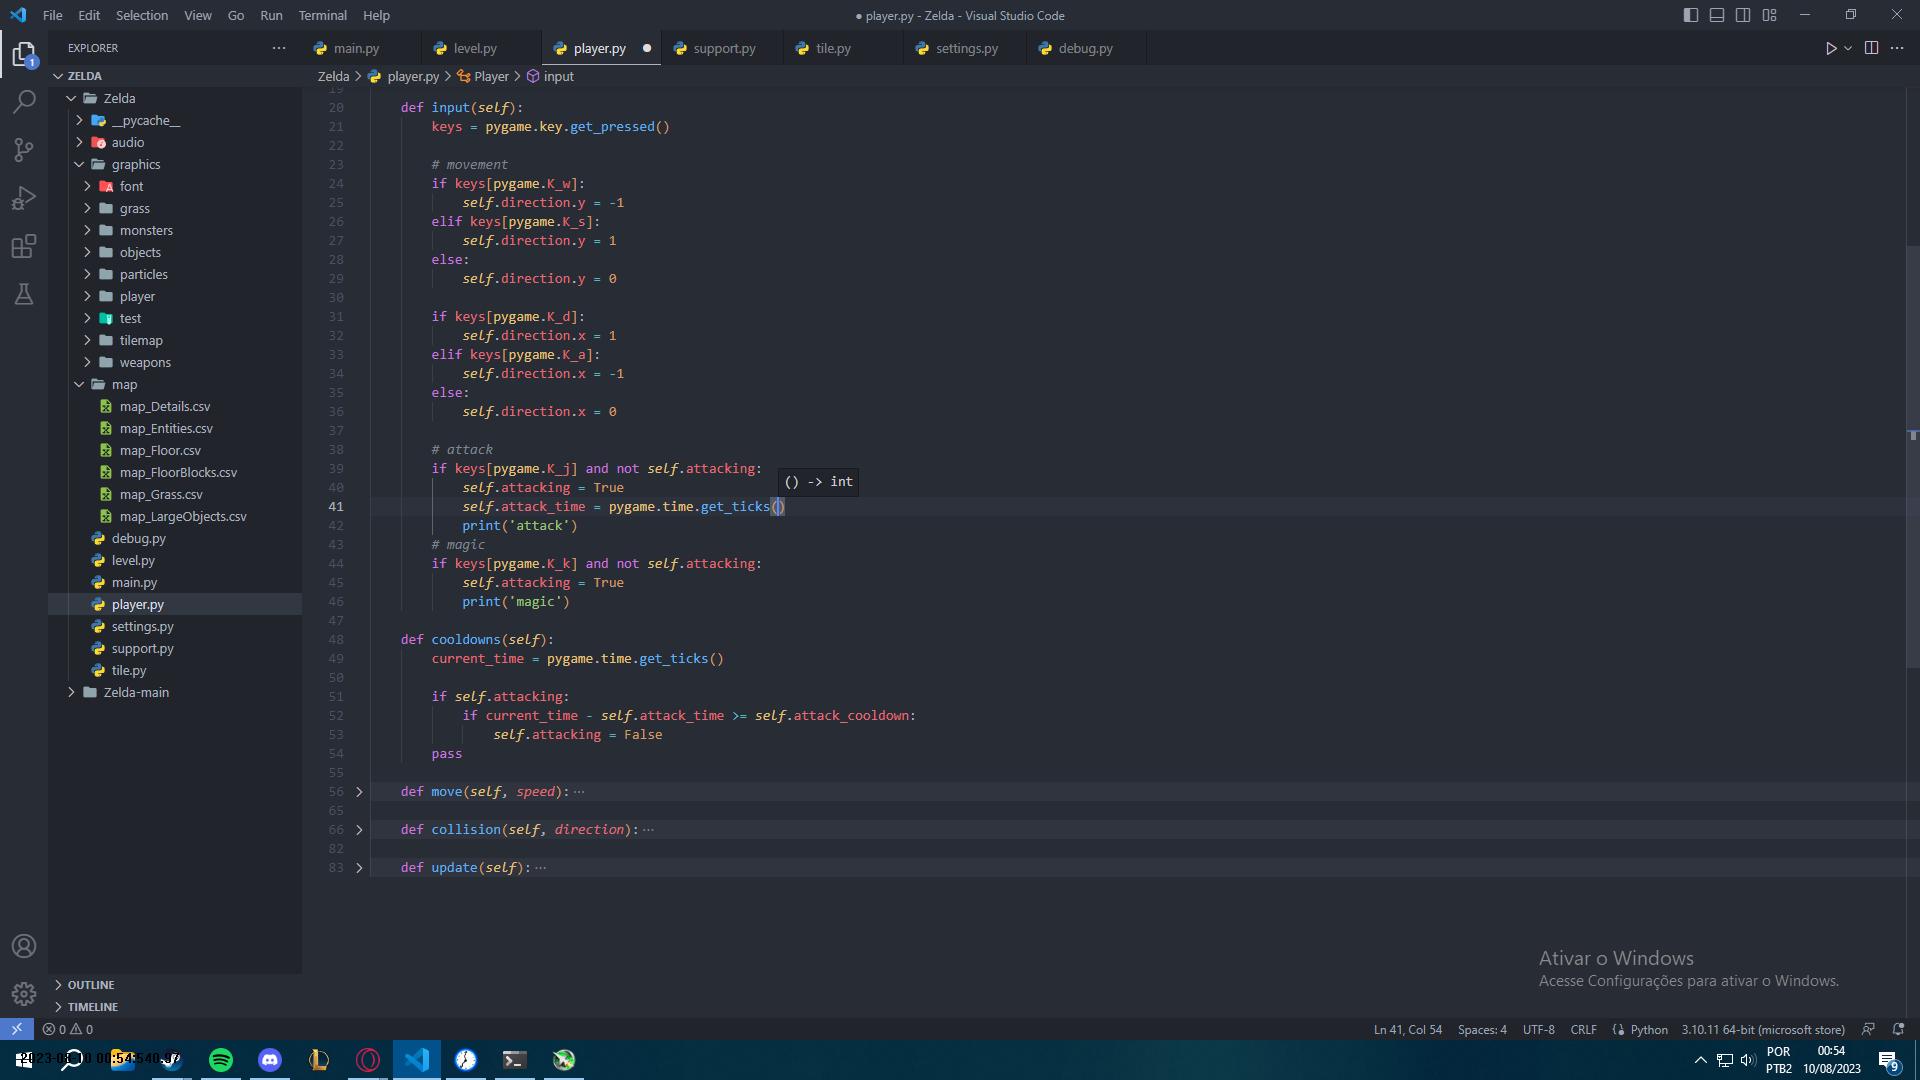 File Edit Selection View Go Run Terminal Help
● player.py - Zelda - Visual Studio Code
EXPLORER
main.py level.py player.py support.py tile.py settings.py debug.py
ZELDA
Zelda > player.py > Player > input
Zelda
__pycache__
audio
graphics
font
grass
monsters
objects
particles
player
test
tilemap
weapons
map
map_Details.csv
map_Entities.csv
map_Floor.csv
map_FloorBlocks.csv
map_Grass.csv
map_LargeObjects.csv
debug.py
level.py
main.py
player.py
settings.py
support.py
tile.py
Zelda-main
OUTLINE
TIMELINE
19
20 def input(self):
21 keys = pygame.key.get_pressed()
22
23 # movement
24 if keys[pygame.K_w]:
25 self.direction.y = -1
26 elif keys[pygame.K_s]:
27 self.direction.y = 1
28 else:
29 self.direction.y = 0
30
31 if keys[pygame.K_d]:
32 self.direction.x = 1
33 elif keys[pygame.K_a]:
34 self.direction.x = -1
35 else:
36 self.direction.x = 0
37
38 # attack
39 if keys[pygame.K_j] and not self.attacking:
() -> int
40 self.attacking = True
41 self.attack_time = pygame.time.get_ticks()
42 print('attack')
43 # magic
44 if keys[pygame.K_k] and not self.attacking:
45 self.attacking = True
46 print('magic')
47
48 def cooldowns(self):
49 current_time = pygame.time.get_ticks()
50
51 if self.attacking:
52 if current_time - self.attack_time >= self.attack_cooldown:
53 self.attacking = False
54 pass
55
56 def move(self, speed): ···
65
66 def collision(self, direction): ···
82
83 def update(self): ···
Ativar o Windows
Acesse Configurações para ativar o Windows.
0 0
Ln 41, Col 54 Spaces: 4 UTF-8 CRLF Python 3.10.11 64-bit (microsoft store)
POR
PTB2
00:54
10/08/2023
9
1